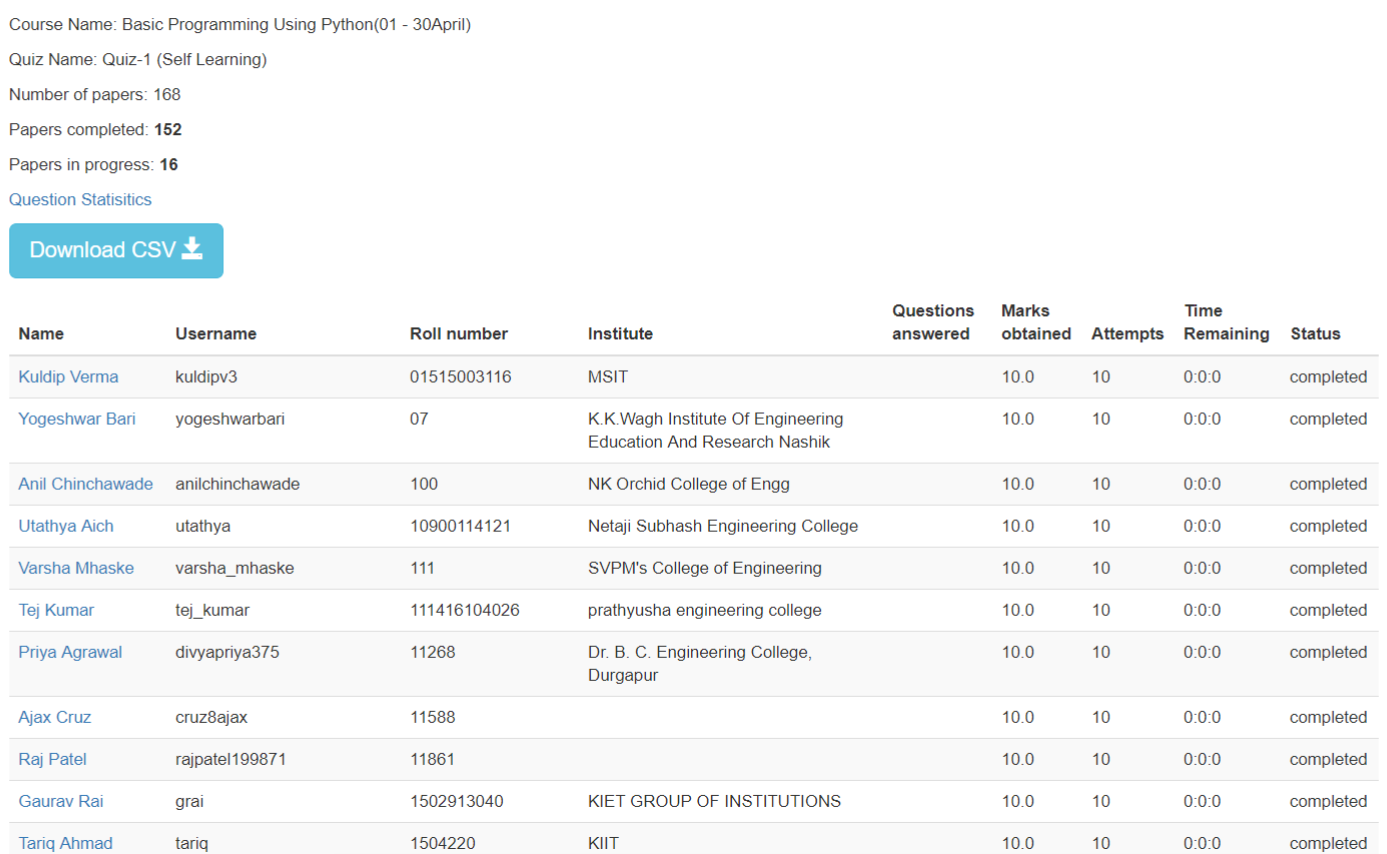 Course Name: Basic Programming Using Python(01 - 30April)
Quiz Name: Quiz-1 (Self Learning)
Number of papers: 168
Papers completed: 152
Papers in progress: 16
Question Statisitics
Download CSV
Name Username Roll number Institute Questions answered Marks obtained Attempts Time Remaining Status
Kuldip Verma kuldipv3 01515003116 MSIT 10.0 10 0:0:0 completed
Yogeshwar Bari yogeshwarbari 07 K.K.Wagh Institute Of Engineering 10.0 10 0:0:0 completed
Education And Research Nashik
Anil Chinchawade anilchinchawade 100 NK Orchid College of Engg 10.0 10 0:0:0 completed
Utathya Aich utathya 10900114121 Netaji Subhash Engineering College 10.0 10 0:0:0 completed
Varsha Mhaske varsha_mhaske 111 SVPM's College of Engineering 10.0 10 0:0:0 completed
Tej Kumar tej_kumar 111416104026 prathyusha engineering college 10.0 10 0:0:0 completed
Priya Agrawal divyapriya375 11268 Dr. B. C. Engineering College, 10.0 10 0:0:0 completed
Durgapur
Ajax Cruz cruz8ajax 11588 10.0 10 0:0:0 completed
Raj Patel rajpatel199871 11861 10.0 10 0:0:0 completed
Gaurav Rai grai 1502913040 KIET GROUP OF INSTITUTIONS 10.0 10 0:0:0 completed
Tariq Ahmad tariq 1504220 KIIT 10.0 10 0:0:0 completed